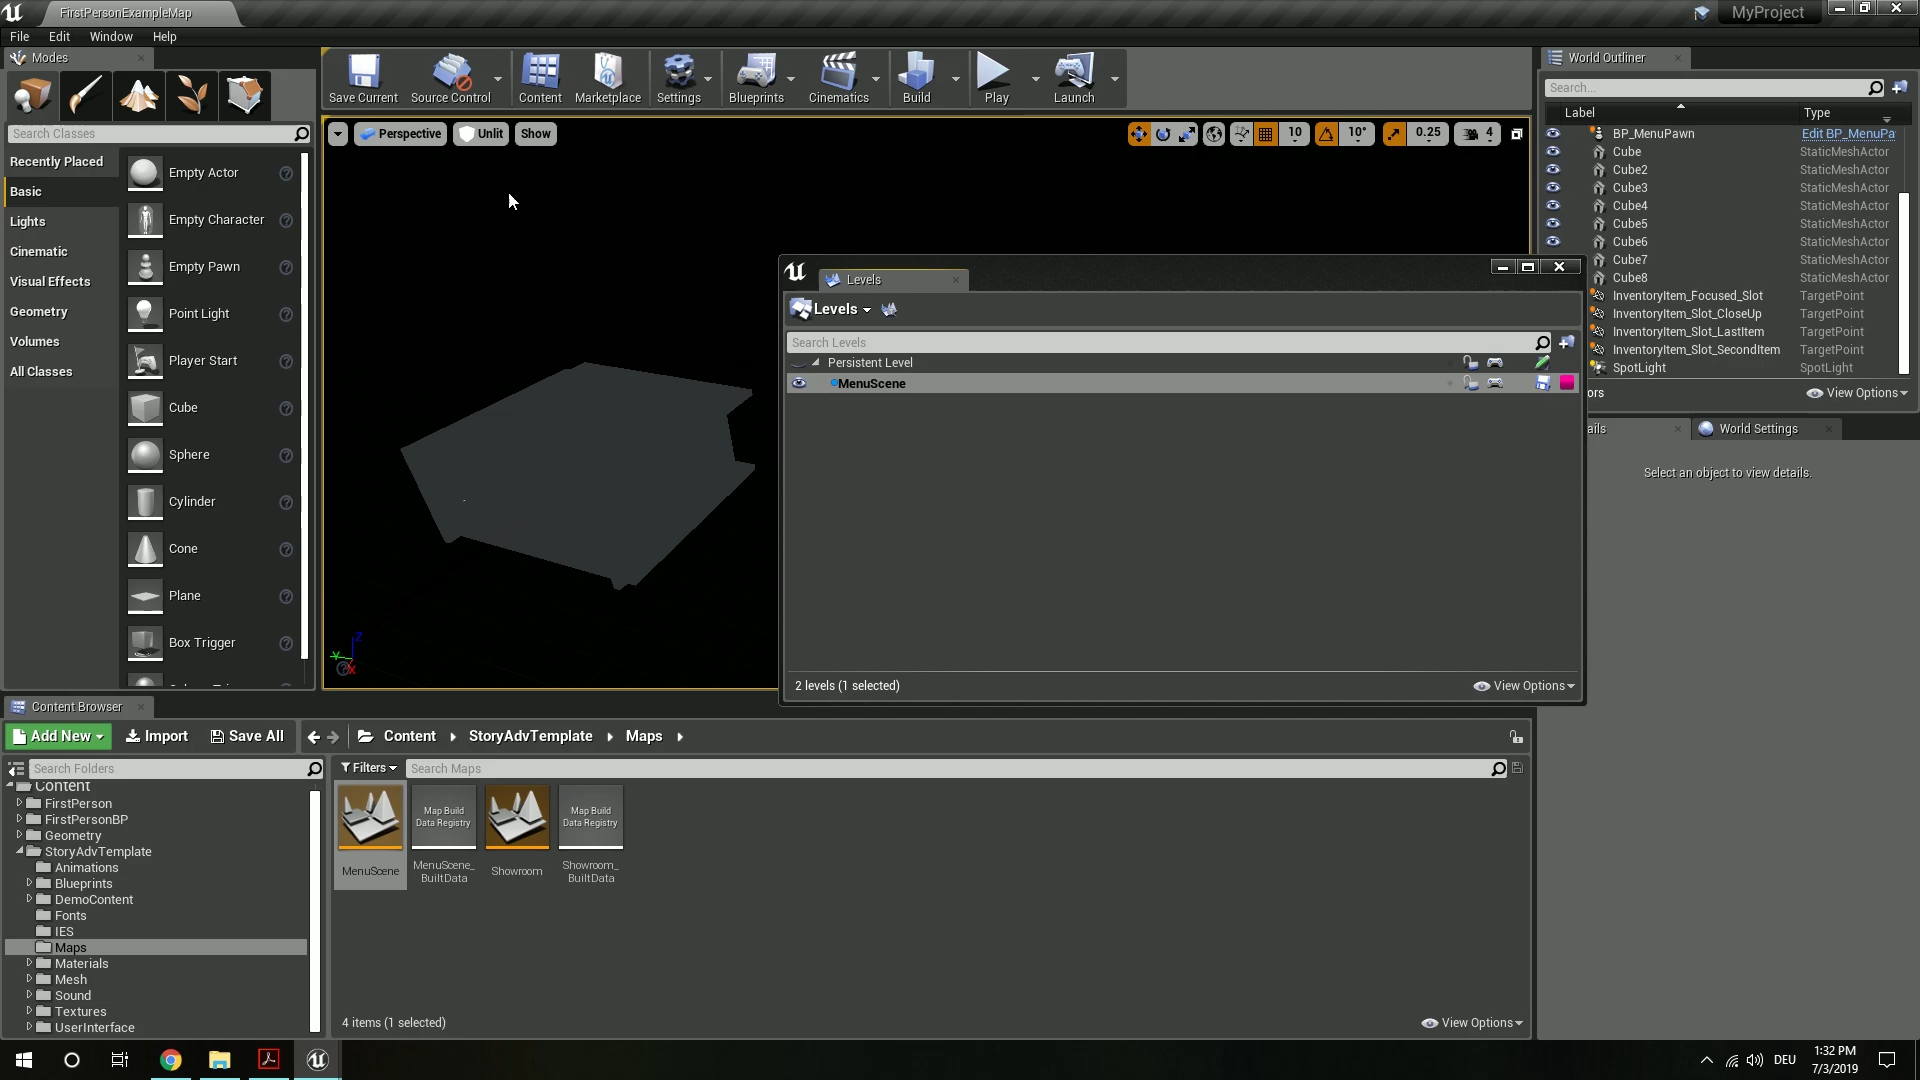 FirstPersonExampleMap
MyProject
File Edit Window Help
Modes
Search Classes
Recently Placed
Basic
Lights
Cinematic
Visual Effects
Geometry
Volumes
All Classes
Empty Actor
Empty Character
Empty Pawn
Point Light
Player Start
Cube
Sphere
Cylinder
Cone
Plane
Box Trigger
Save Current
Source Control
Content
Marketplace
Settings
Blueprints
Cinematics
Build
Play
Launch
Perspective
Unlit
Show
10
10°
0.25
4
Z
Y
X
Levels
Levels
Search Levels
Persistent Level
MenuScene
2 levels (1 selected)
View Options
World Outliner
Search...
Label Type
BP_MenuPawn Edit BP_MenuPa
Cube StaticMeshActor
Cube2 StaticMeshActor
Cube3 StaticMeshActor
Cube4 StaticMeshActor
Cube5 StaticMeshActor
Cube6 StaticMeshActor
Cube7 StaticMeshActor
Cube8 StaticMeshActor
InventoryItem_Focused_Slot TargetPoint
InventoryItem_Slot_CloseUp TargetPoint
InventoryItem_Slot_LastItem TargetPoint
InventoryItem_Slot_SecondItem TargetPoint
SpotLight SpotLight
ors
View Options
ails
World Settings
Select an object to view details.
Content Browser
Add New
Import
Save All
Content
StoryAdvTemplate
Maps
Search Folders
Filters
Search Maps
Content
FirstPerson
FirstPersonBP
Geometry
StoryAdvTemplate
Animations
Blueprints
DemoContent
Fonts
IES
Maps
Materials
Mesh
Sound
Textures
UserInterface
MenuScene
Map Build
Data Registry
MenuScene_
BuiltData
Showroom
Map Build
Data Registry
Showroom_
BuiltData
4 items (1 selected)
View Options
DEU
1:32 PM
7/3/2019